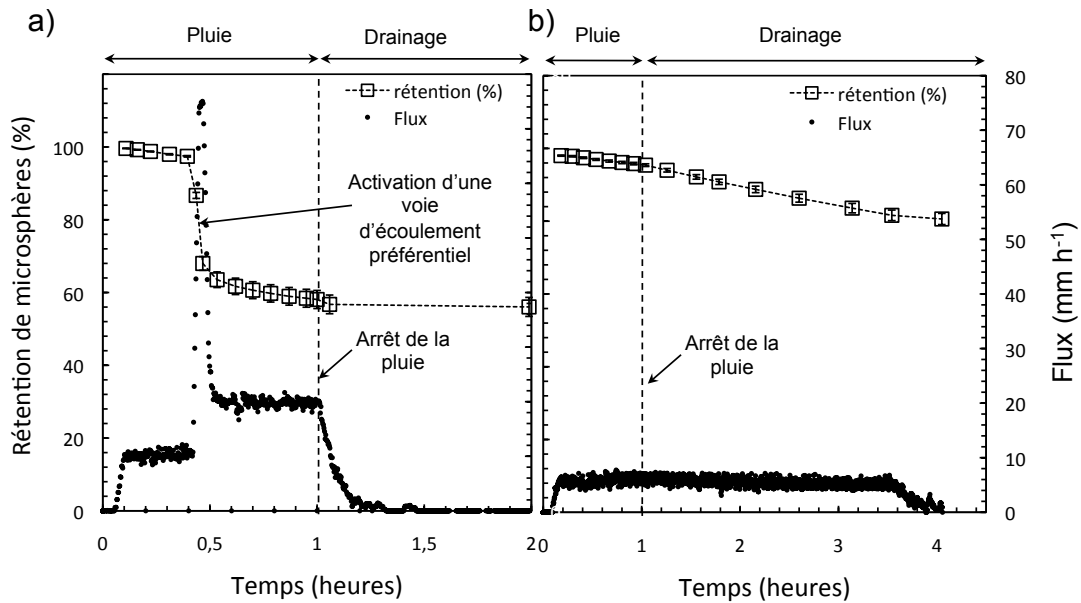 a)
Pluie
Drainage
rétention (%)
Flux
Activation d'une
voie
d'écoulement
préférentiel
Arrêt de la
pluie
Rétention de microsphères (%)
100
80
60
40
20
0
0
0,5
1
1,5
2
Temps (heures)
b)
Pluie
Drainage
rétention (%)
Flux
Arrêt de la
pluie
80
70
60
50
40
30
20
10
0
Flux (mm h⁻¹)
0
1
2
3
4
Temps (heures)